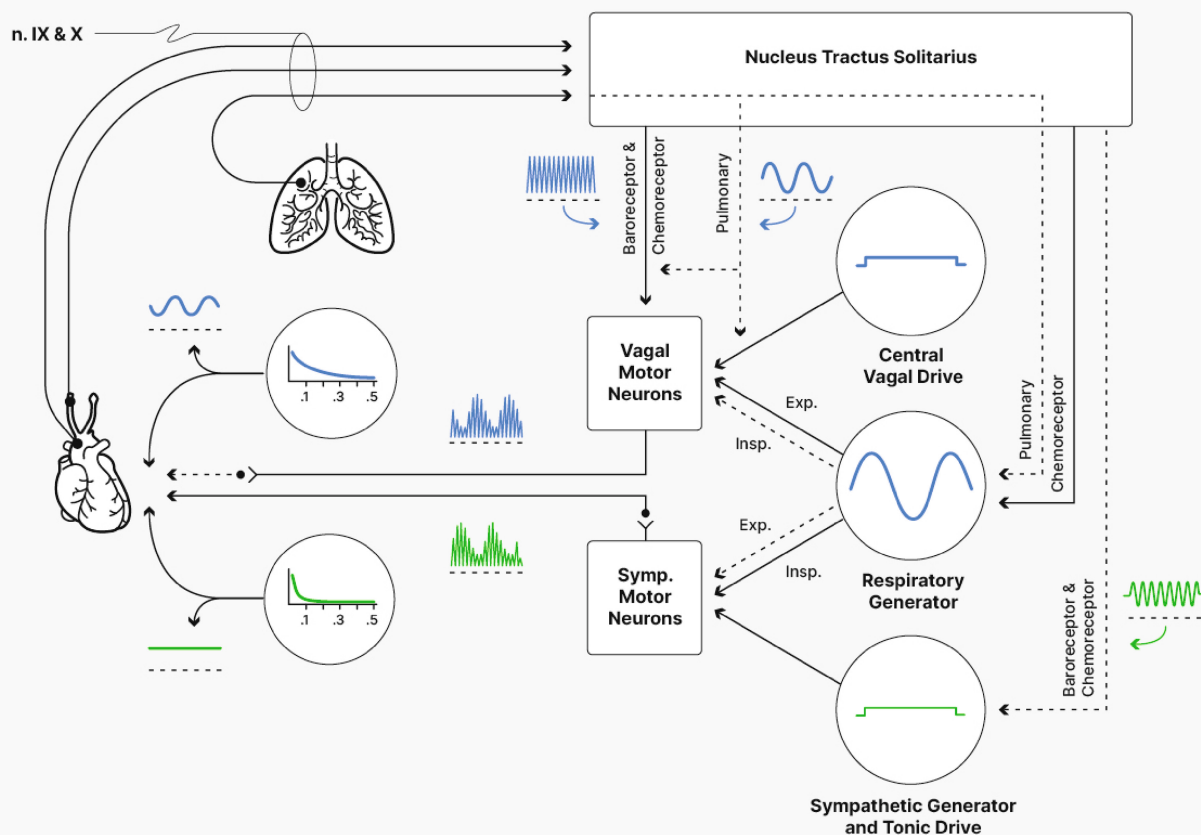 n. IX & X
Nucleus Tractus Solitarius
Baroreceptor &
Chemoreceptor
Pulmonary
Central
Vagal Drive
Vagal
Motor
Neurons
.1 .3 .5
Exp.
Insp.
Pulmonary
Chemoreceptor
Respiratory
Generator
Exp.
Insp.
Symp.
Motor
Neurons
.1 .3 .5
Baroreceptor &
Chemoreceptor
Sympathetic Generator
and Tonic Drive